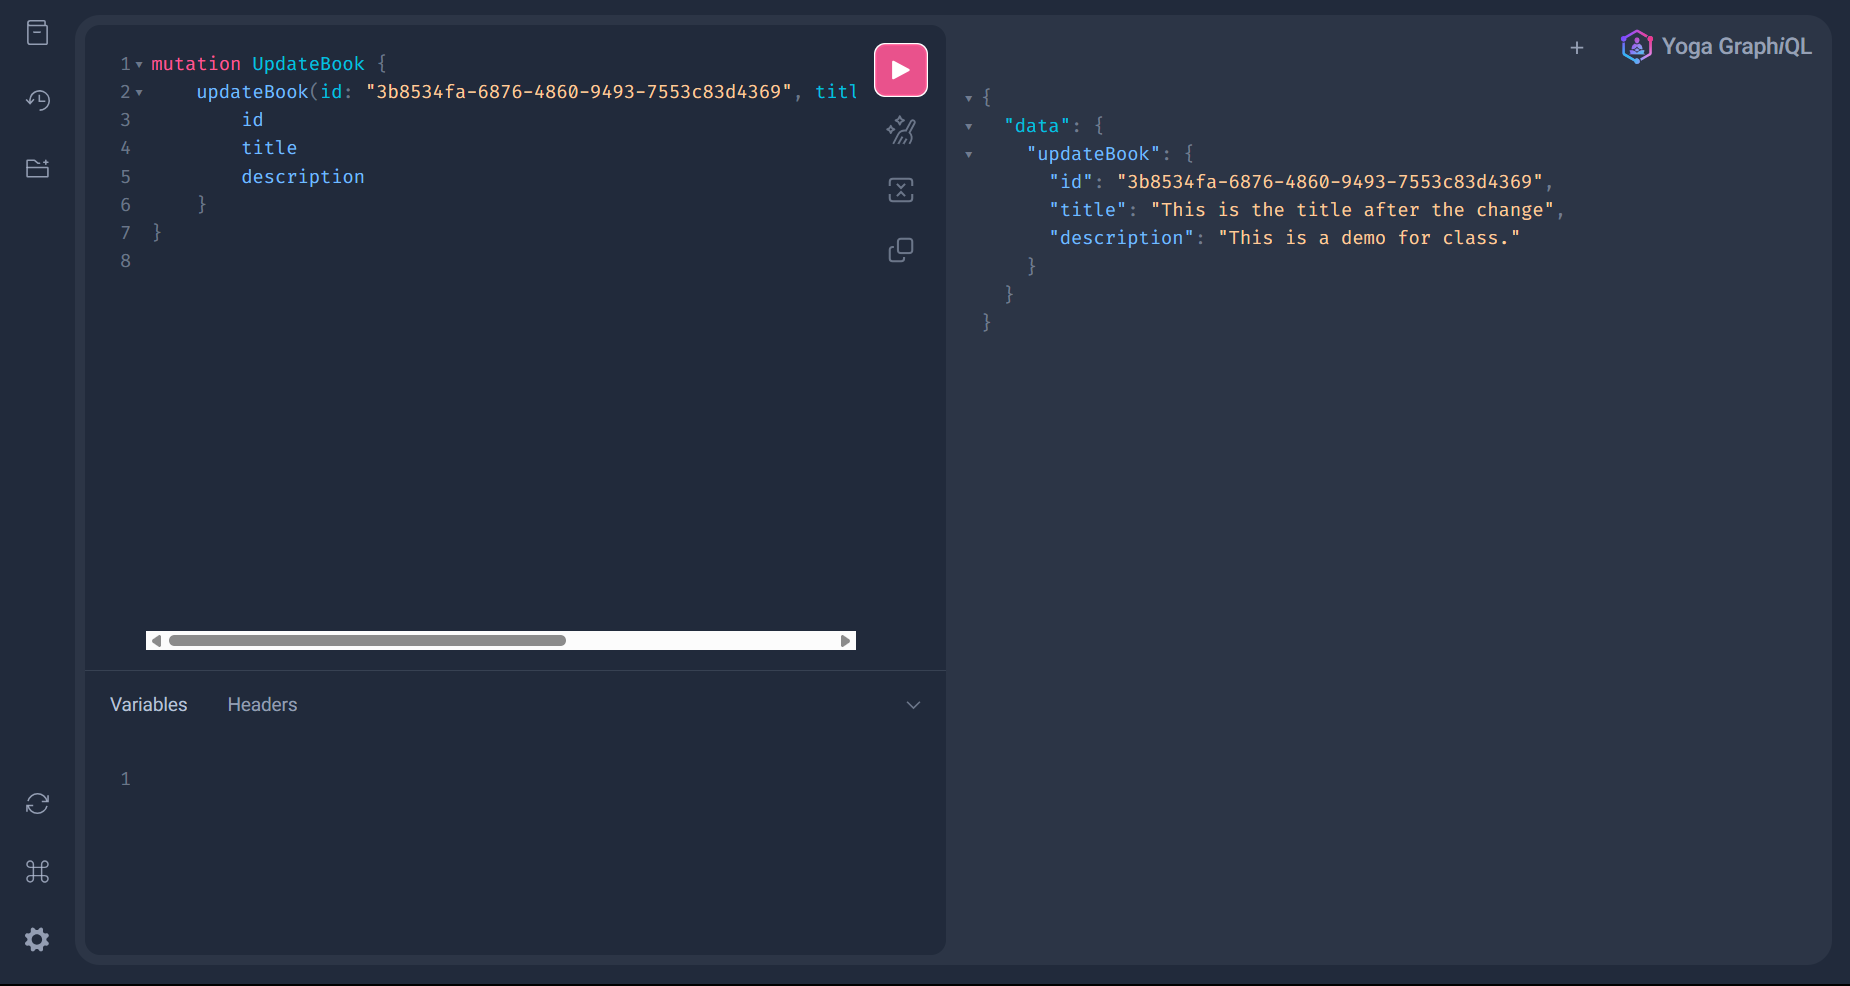 1 mutation UpdateBook {
2 updateBook(id: "3b8534fa-6876-4860-9493-7553c83d4369", titl
3 id
4 title
5 description
6 }
7 }
8
Variables Headers
1
+ Yoga GraphiQL
{
"data": {
"updateBook": {
"id": "3b8534fa-6876-4860-9493-7553c83d4369",
"title": "This is the title after the change",
"description": "This is a demo for class."
}
}
}